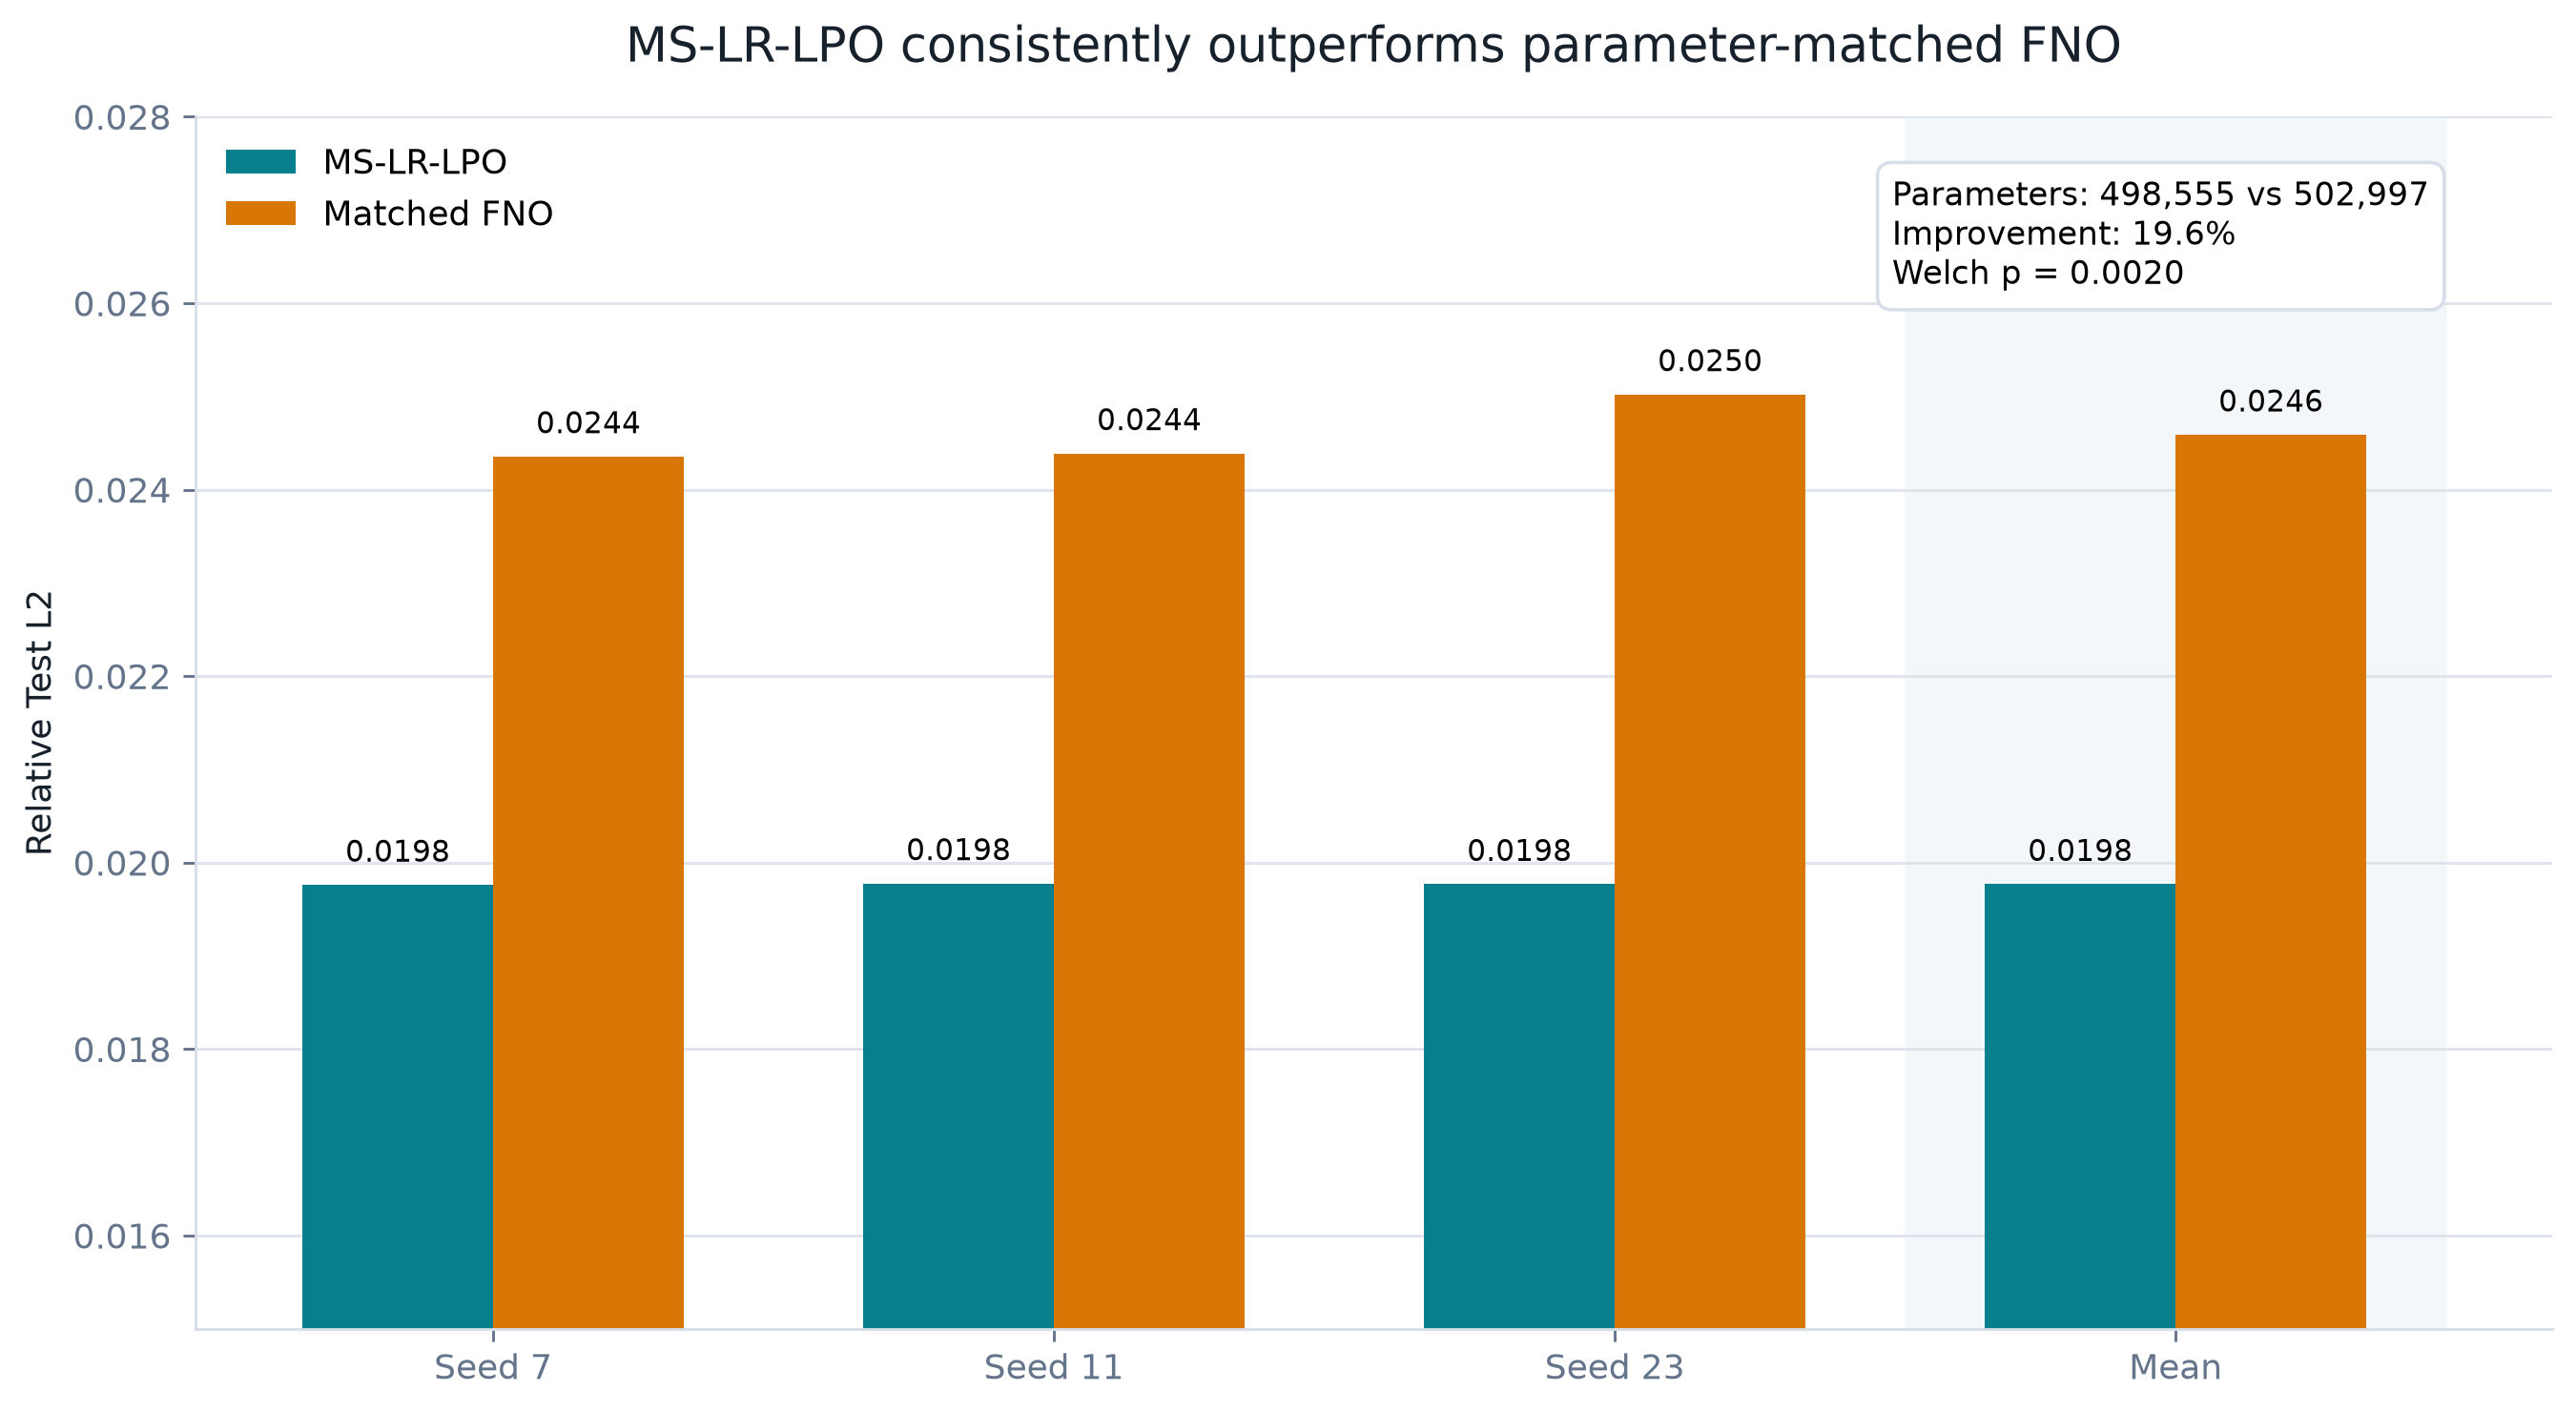 MS-LR-LPO consistently outperforms parameter-matched FNO
0.028
0.026
0.024
0.022
0.020
0.018
0.016
Relative Test L2
MS-LR-LPO
Matched FNO
Parameters: 498,555 vs 502,997
Improvement: 19.6%
Welch p = 0.0020
0.0198
0.0244
0.0198
0.0244
0.0198
0.0250
0.0198
0.0246
Seed 7
Seed 11
Seed 23
Mean